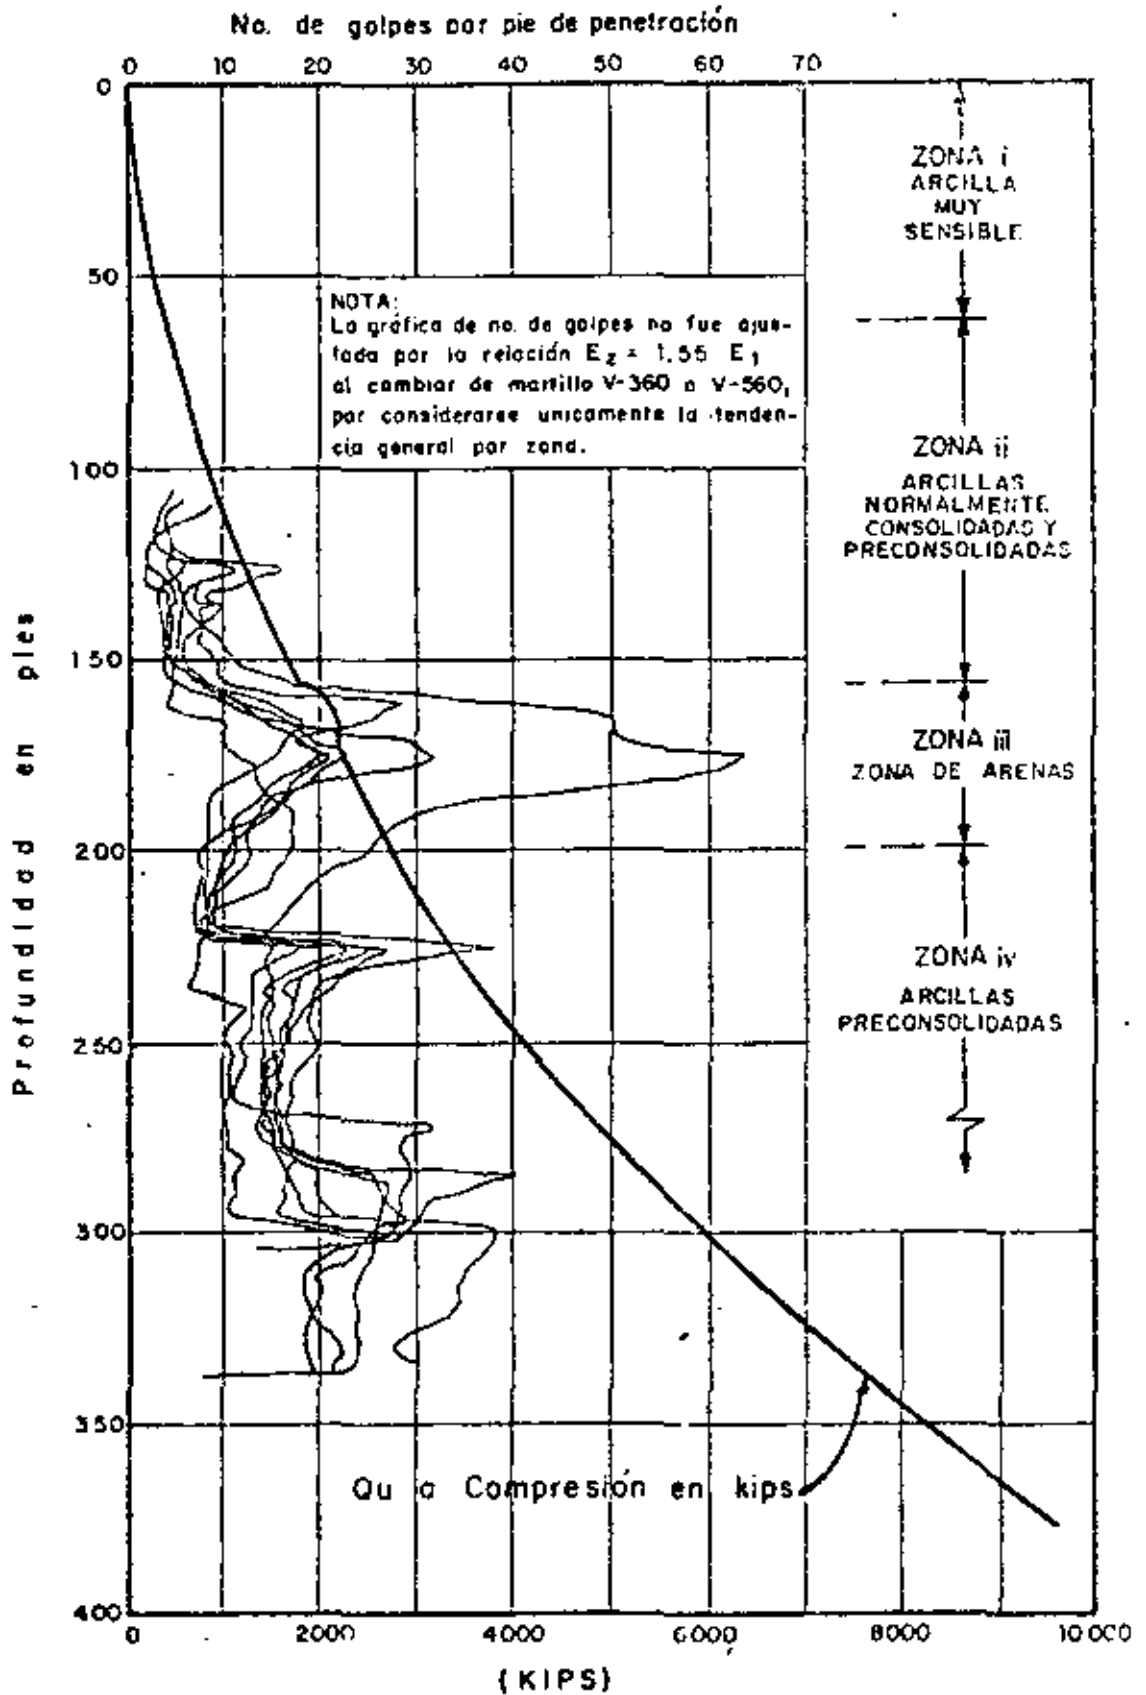 No. de golpes por pie de penetración
0 10 20 30 40 50 60 70
0
50
100
150
200
250
300
350
400
Profundidad en pies
NOTA:
La gráfica de no. de golpes no fue ajus-
tada por la relación E2 = 1.55 E1
al cambiar de martillo V-360 a V-560,
por considerarse unicamente la tenden-
cia general por zona.
ZONA i
ARCILLA
MUY
SENSIBLE
ZONA ii
ARCILLAS
NORMALMENTE
CONSOLIDADAS Y
PRECONSOLIDADAS
ZONA iii
ZONA DE ARENAS
ZONA iv
ARCILLAS
PRECONSOLIDADAS
Qu a Compresión en kips
0 2000 4000 6000 8000 10000
(KIPS)